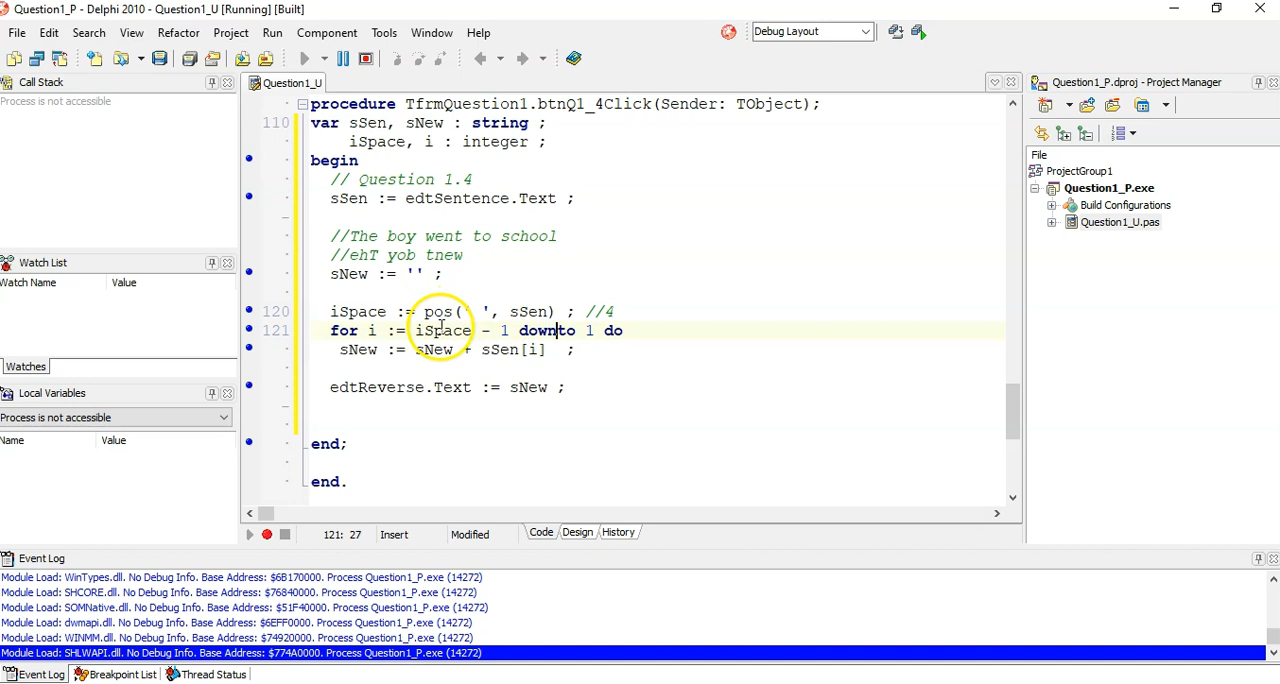 Question1_P - Delphi 2010 - Question1_U [Running] [Built]
File Edit Search View Refactor Project Run Component Tools Window Help
Debug Layout
Call Stack
Process is not accessible
Question1_U
Question1_P.dproj - Project Manager
procedure TfrmQuestion1.btnQ1_4Click(Sender: TObject);
110 var sSen, sNew : string ;
iSpace, i : integer ;
begin
// Question 1.4
sSen := edtSentence.Text ;
//The boy went to school
//ehT yob tnew
sNew := '' ;
120 iSpace := pos(' ', sSen) ; //4
121 for i := iSpace - 1 downto 1 do
sNew := sNew + sSen[i] ;
edtReverse.Text := sNew ;
end;
end.
File
ProjectGroup1
Question1_P.exe
Build Configurations
Question1_U.pas
Watch List
Watch Name Value
Watches
Local Variables
Process is not accessible
Name Value
121: 27 Insert Modified Code Design History
Event Log
Module Load: WinTypes.dll. No Debug Info. Base Address: $6B170000. Process Question1_P.exe (14272)
Module Load: SHCORE.dll. No Debug Info. Base Address: $76840000. Process Question1_P.exe (14272)
Module Load: SOMNative.dll. No Debug Info. Base Address: $51F40000. Process Question1_P.exe (14272)
Module Load: dwmapi.dll. No Debug Info. Base Address: $6EFF0000. Process Question1_P.exe (14272)
Module Load: WINMM.dll. No Debug Info. Base Address: $74920000. Process Question1_P.exe (14272)
Module Load: SHLWAPI.dll. No Debug Info. Base Address: $774A0000. Process Question1_P.exe (14272)
Event Log Breakpoint List Thread Status